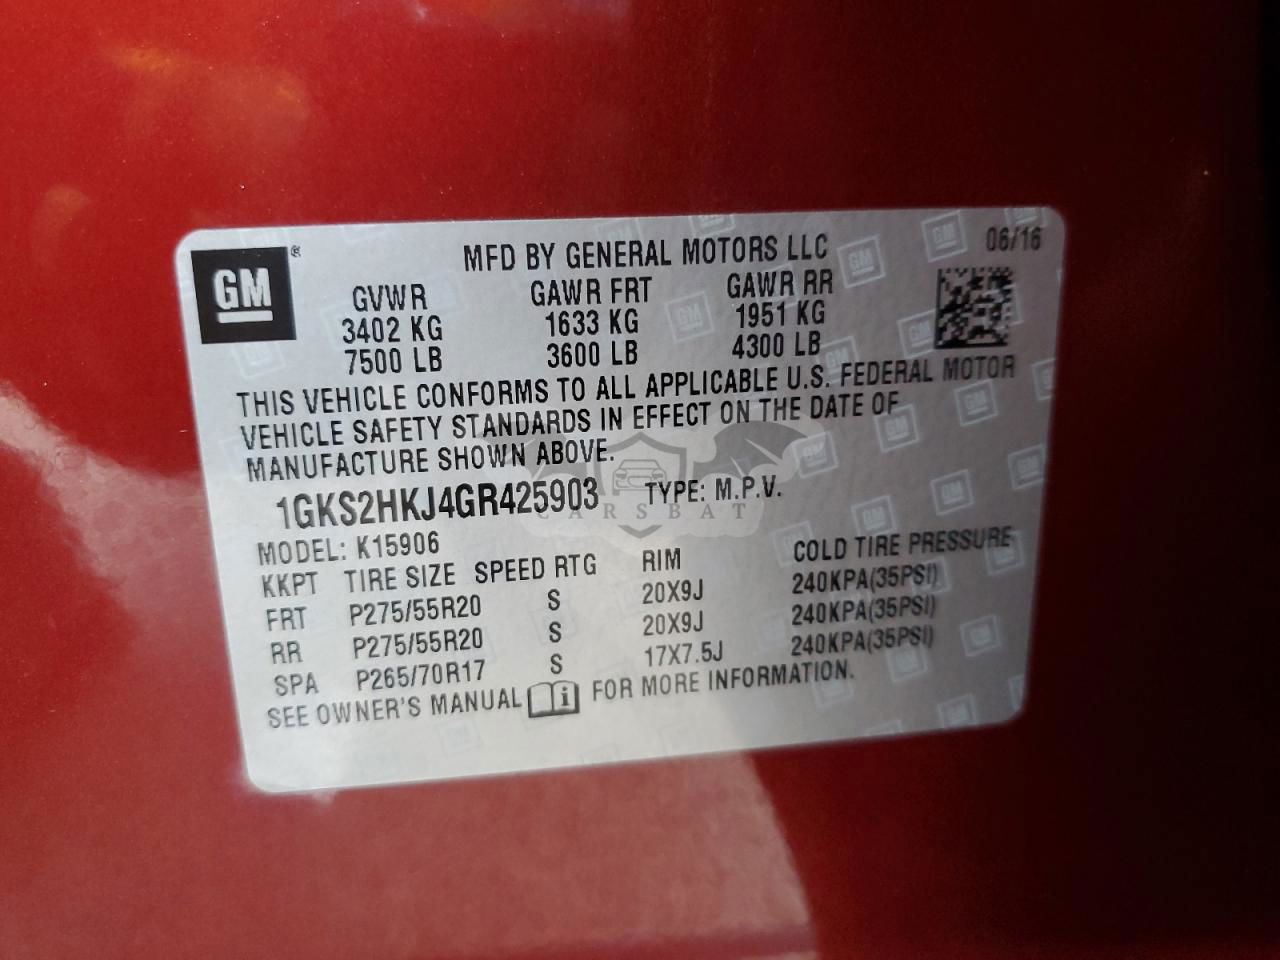 GM ® MFD BY GENERAL MOTORS LLC 06/16
GVWR GAWR FRT GAWR RR
3402 KG 1633 KG 1951 KG
7500 LB 3600 LB 4300 LB
THIS VEHICLE CONFORMS TO ALL APPLICABLE U.S. FEDERAL MOTOR
VEHICLE SAFETY STANDARDS IN EFFECT ON THE DATE OF
MANUFACTURE SHOWN ABOVE.
1GKS2HKJ4GR425903 TYPE: M.P.V.
CARSBAT
MODEL: K15906
KKPT TIRE SIZE SPEED RTG RIM COLD TIRE PRESSURE
FRT P275/55R20 S 20X9J 240KPA(35PSI)
RR P275/55R20 S 20X9J 240KPA(35PSI)
SPA P265/70R17 S 17X7.5J 240KPA(35PSI)
SEE OWNER'S MANUAL i FOR MORE INFORMATION.